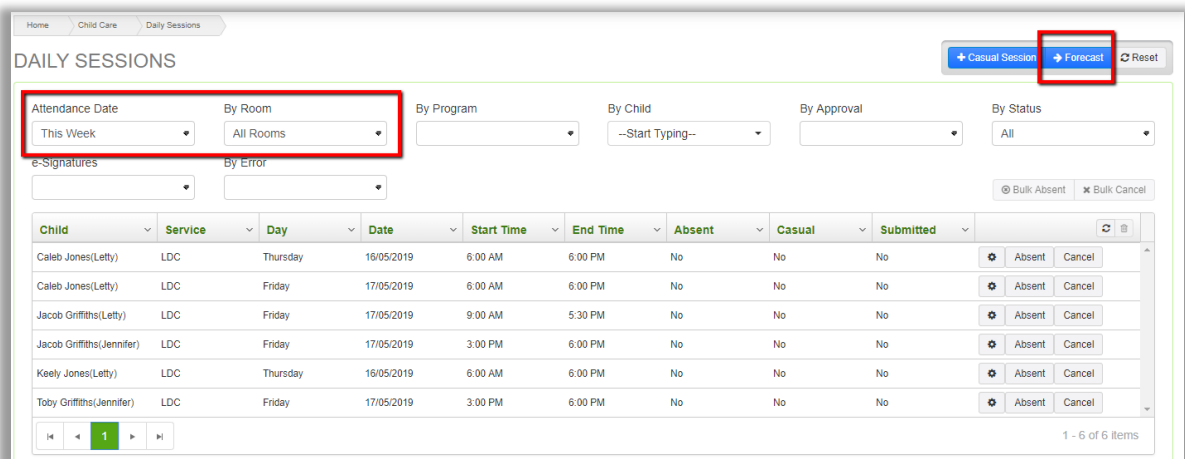 Home Child Care Daily Sessions
DAILY SESSIONS
Casual Session Forecast Reset
Attendance Date By Room By Program By Child By Approval By Status
This Week All Rooms --Start Typing-- All
e-Signatures By Error
Bulk Absent Bulk Cancel
Child Service Day Date Start Time End Time Absent Casual Submitted
Caleb Jones(Letty) LDC Thursday 16/05/2019 6:00 AM 6:00 PM No No No Absent Cancel
Caleb Jones(Letty) LDC Friday 17/05/2019 6:00 AM 6:00 PM No No No Absent Cancel
Jacob Griffiths(Letty) LDC Friday 17/05/2019 9:00 AM 5:30 PM No No No Absent Cancel
Jacob Griffiths(Jennifer) LDC Friday 17/05/2019 3:00 PM 6:00 PM No No No Absent Cancel
Keely Jones(Letty) LDC Thursday 16/05/2019 6:00 AM 6:00 PM No No No Absent Cancel
Toby Griffiths(Jennifer) LDC Friday 17/05/2019 3:00 PM 6:00 PM No No No Absent Cancel
1 1 - 6 of 6 items